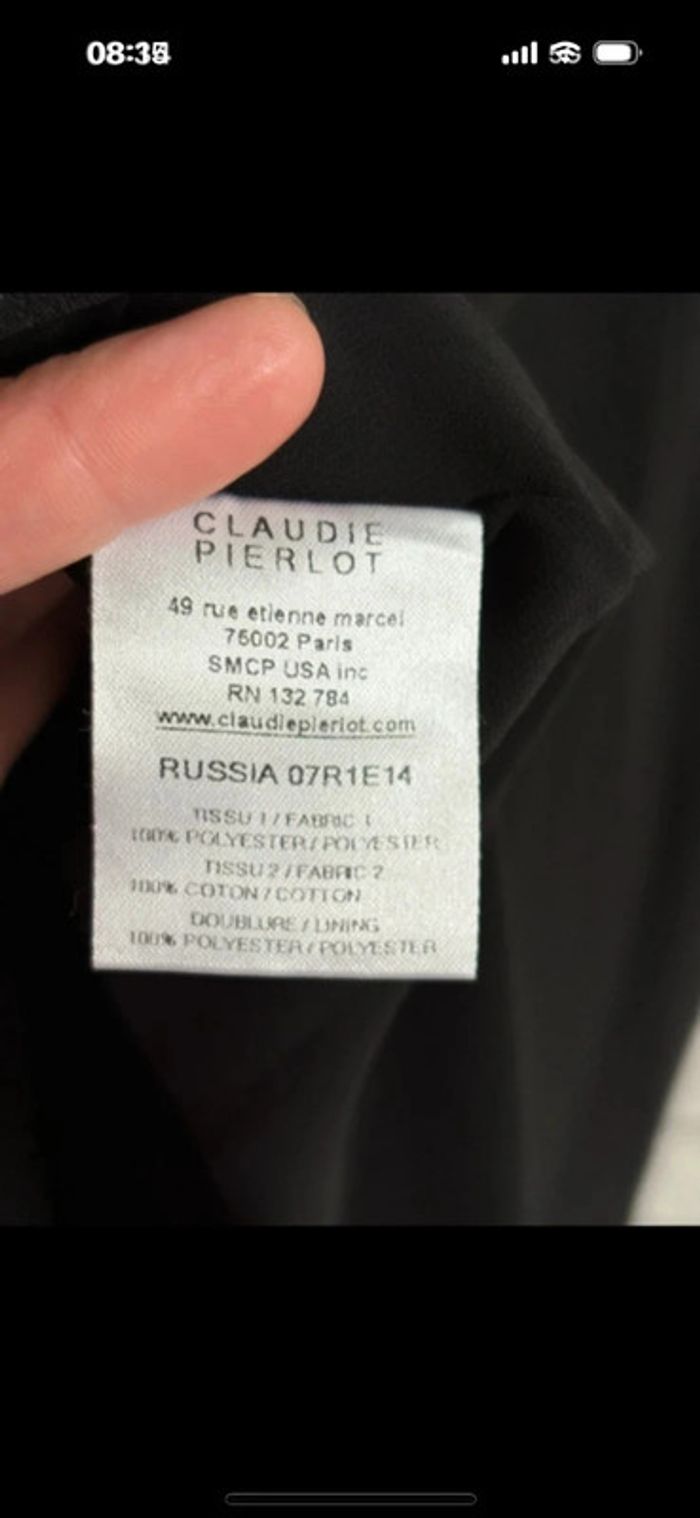 CLAUDIE
PIERLOT
49 rue etienne marcel
75002 Paris
SMCP USA inc
RN 132 784
www.claudiepierlot.com
RUSSIA 07R1E14
TISSU 1 / FABRIC 1
100% POLYESTER / POLYESTER
TISSU 2 / FABRIC 2
100% COTON / COTTON
DOUBLURE / LINING
100% POLYESTER / POLYESTER